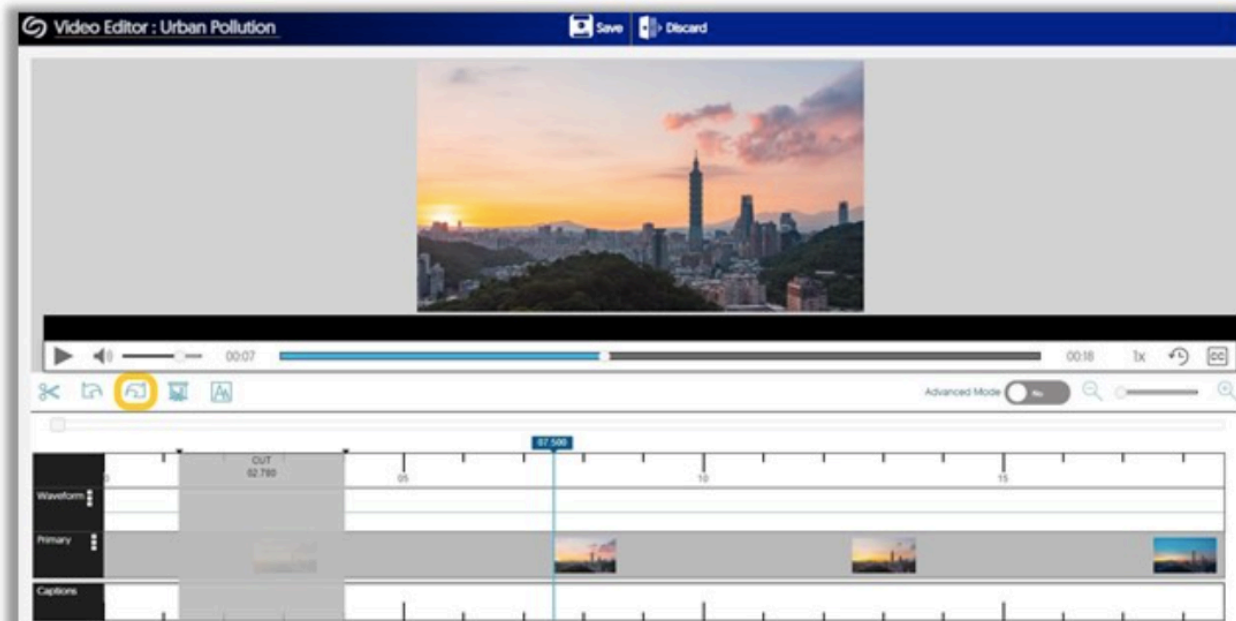 Video Editor : Urban Pollution
Save
Discard
00:07
00:18
1x
CC
Advanced Mode
No
07.500
CUT
02.780
0
05
10
15
Waveform
Primary
Captions